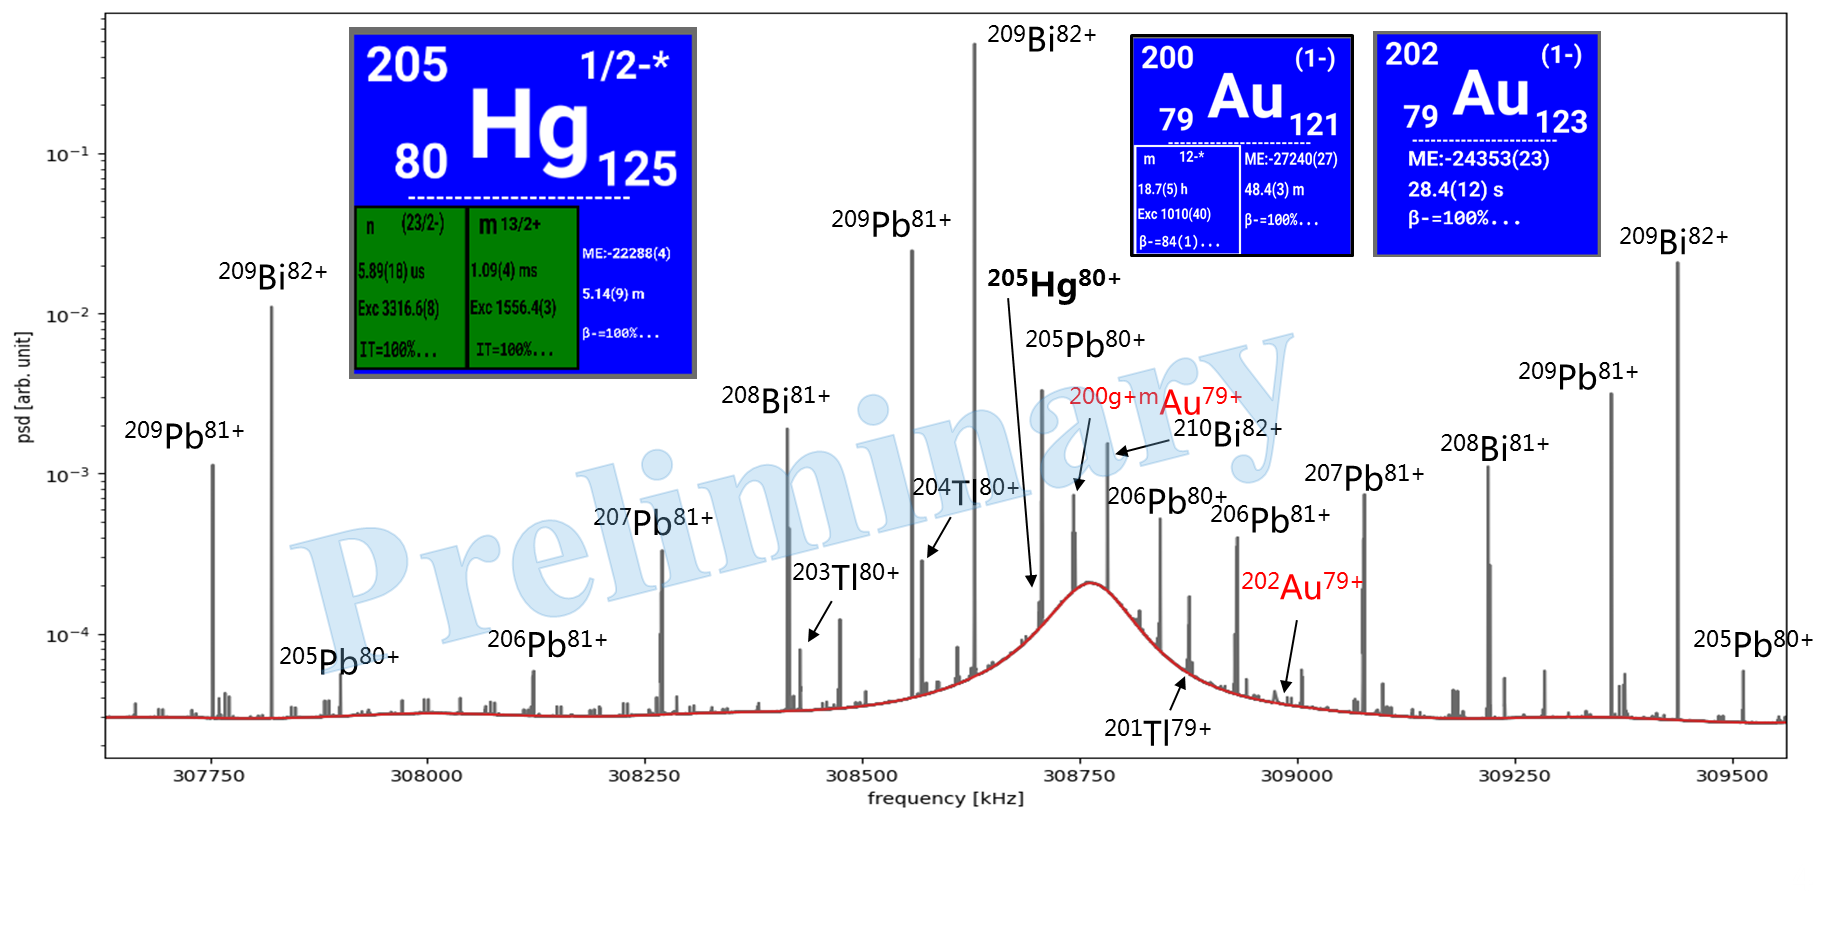 205
1/2-*
Hg
80
125
n (23/2-)
5.89(18) us
Exc 3316.6(8)
IT=100%...
m 13/2+
1.09(4) ms
Exc 1556.4(3)
IT=100%...
ME:-22288(4)
5.14(9) m
β-=100%...
200
(1-)
Au
79
121
m 12-*
18.7(5) h
Exc 1010(40)
β-=84(1)...
ME:-27240(27)
48.4(3) m
β-=100%...
202
(1-)
Au
79
123
ME:-24353(23)
28.4(12) s
β-=100%...
209Bi82+
209Pb81+
209Bi82+
209Bi82+
205Hg80+
205Pb80+
209Pb81+
208Bi81+
200g+mAu79+
209Pb81+
210Bi82+
208Bi81+
207Pb81+
204Tl80+
206Pb80+
206Pb81+
207Pb81+
203Tl80+
202Au79+
206Pb81+
205Pb80+
205Pb80+
201Tl79+
Preliminary
psd [arb. unit]
10−1
10−2
10−3
10−4
307750 308000 308250 308500 308750 309000 309250 309500
frequency [kHz]